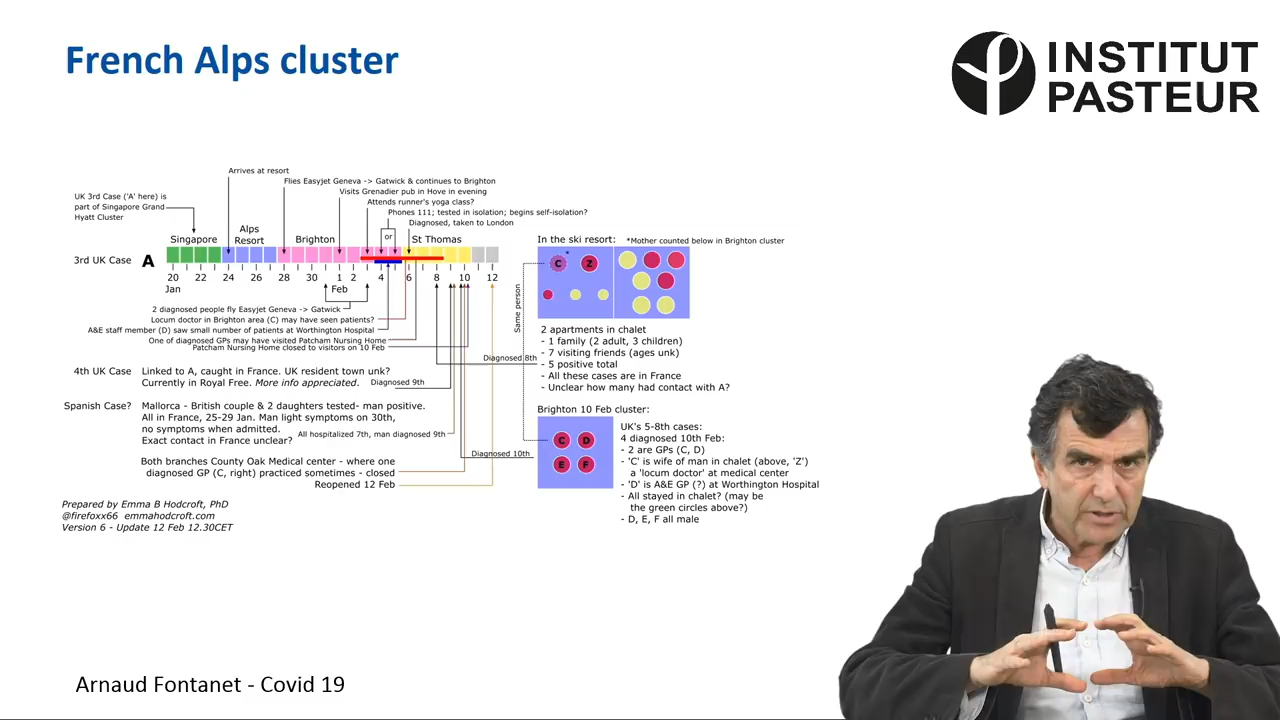 French Alps cluster
INSTITUT
PASTEUR
Arrives at resort
Flies Easyjet Geneva -> Gatwick & continues to Brighton
Visits Grenadier pub in Hove in evening
Attends runner's yoga class?
Phones 111; tested in isolation; begins self-isolation?
Diagnosed, taken to London
UK 3rd Case ('A' here) is
part of Singapore Grand
Hyatt Cluster
or
Singapore
Alps
Resort
Brighton
St Thomas
3rd UK Case A
20 22 24 26 28 30 1 2 4 6 8 10 12
Jan
Feb
2 diagnosed people fly Easyjet Geneva -> Gatwick
Locum doctor in Brighton area (C) may have seen patients?
A&E staff member (D) saw small number of patients at Worthington Hospital
One of diagnosed GPs may have visited Patcham Nursing Home
Patcham Nursing Home closed to visitors on 10 Feb
Diagnosed 8th
4th UK Case
Linked to A, caught in France. UK resident town unk?
Currently in Royal Free. More info appreciated.
Diagnosed 9th
Spanish Case?
Mallorca - British couple & 2 daughters tested- man positive.
All in France, 25-29 Jan. Man light symptoms on 30th,
no symptoms when admitted.
Exact contact in France unclear?
All hospitalized 7th, man diagnosed 9th
Diagnosed 10th
Both branches County Oak Medical center - where one
diagnosed GP (C, right) practiced sometimes - closed
Reopened 12 Feb
Prepared by Emma B Hodcroft, PhD
@firefoxx66 emmahodcroft.com
Version 6 - Update 12 Feb 12.30CET
In the ski resort:
*Mother counted below in Brighton cluster
C
*
Z
Same person
2 apartments in chalet
- 1 family (2 adult, 3 children)
- 7 visiting friends (ages unk)
- 5 positive total
- All these cases are in France
- Unclear how many had contact with A?
Brighton 10 Feb cluster:
C D
E F
UK's 5-8th cases:
4 diagnosed 10th Feb:
- 2 are GPs (C, D)
- 'C' is wife of man in chalet (above, 'Z')
a 'locum doctor' at medical center
- 'D' is A&E GP (?) at Worthington Hospital
- All stayed in chalet? (may be
the green circles above?)
- D, E, F all male
Arnaud Fontanet - Covid 19